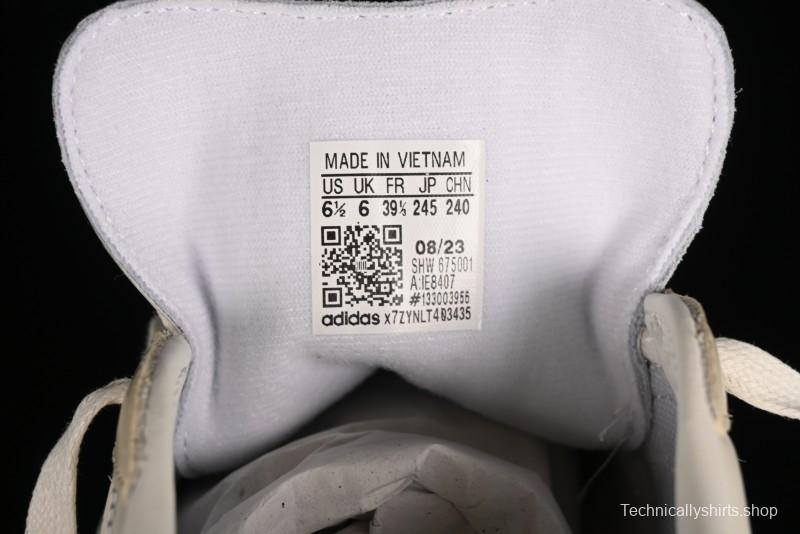 MADE IN VIETNAM
US UK FR JP CHN
6½ 6 39⅓ 245 240
08/23
SHW 675001
A:IE8407
#133003956
adidas x7ZYNLT493435
Technicallyshirts.shop